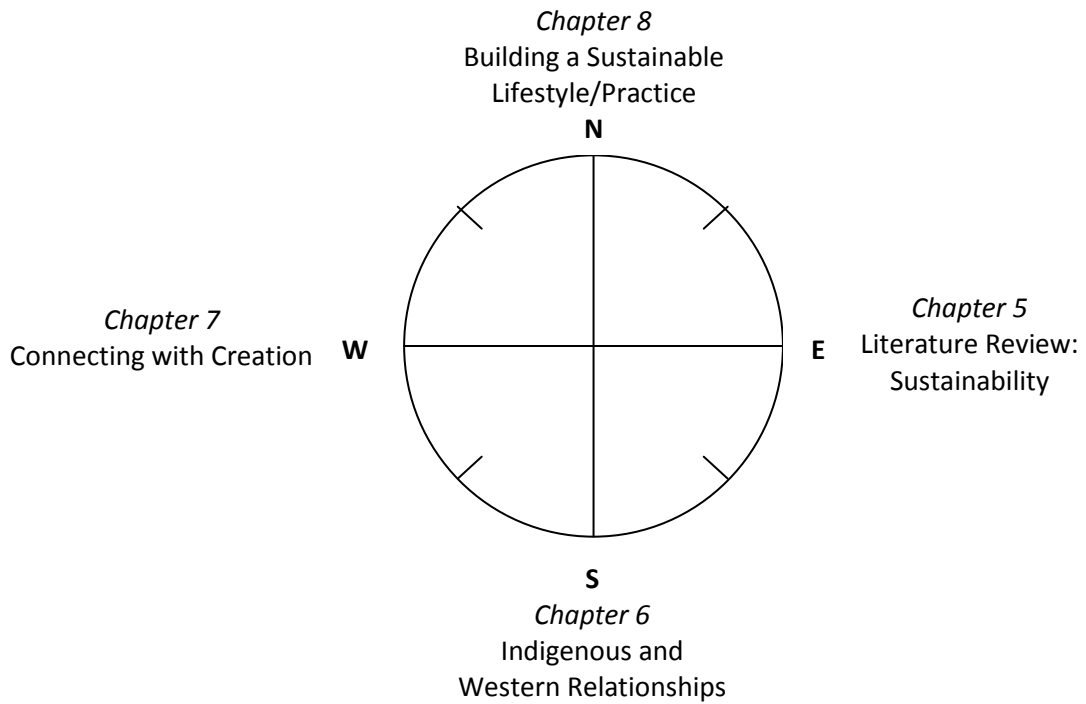 Chapter 8
Building a Sustainable
Lifestyle/Practice
N
Chapter 7
Connecting with Creation
W
E
Chapter 5
Literature Review:
Sustainability
S
Chapter 6
Indigenous and
Western Relationships